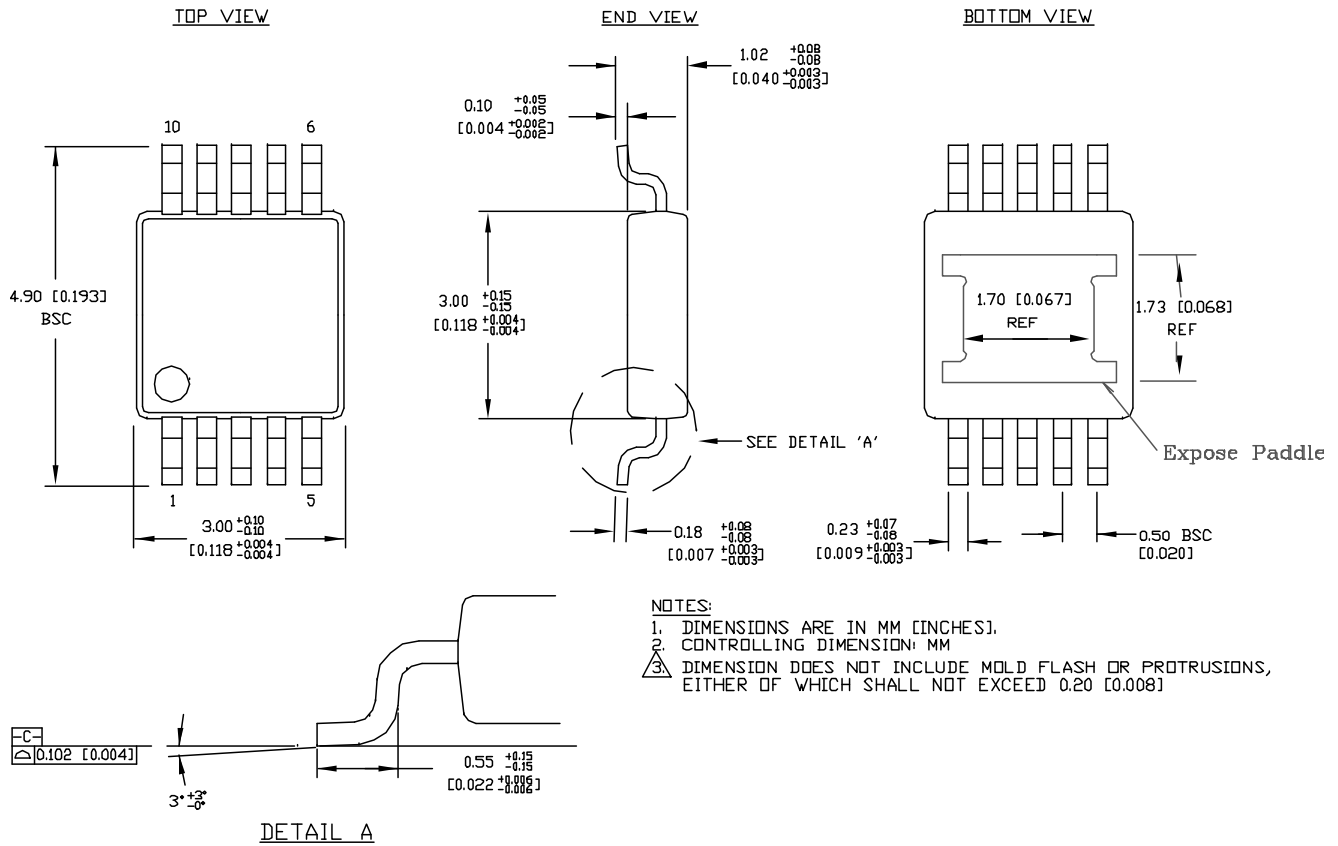 TOP VIEW
END VIEW
BOTTOM VIEW
1.02 +0.08
-0.08
[0.040 +0.003
-0.003]
0.10 +0.05
-0.05
[0.004 +0.002
-0.002]
10
6
4.90 [0.193]
BSC
3.00 +0.15
-0.15
[0.118 +0.004
-0.004]
1.70 [0.067]
REF
1.73 [0.068]
REF
SEE DETAIL 'A'
Expose Paddle
1
5
3.00 +0.10
-0.10
[0.118 +0.004
-0.004]
0.18 +0.08
-0.08
[0.007 +0.003
-0.003]
0.23 +0.07
-0.08
[0.009 +0.003
-0.003]
0.50 BSC
[0.020]
NOTES:
1. DIMENSIONS ARE IN MM [INCHES].
2. CONTROLLING DIMENSION: MM
3. DIMENSION DOES NOT INCLUDE MOLD FLASH OR PROTRUSIONS,
EITHER OF WHICH SHALL NOT EXCEED 0.20 [0.008]
-C-
0.102 [0.004]
3° +3°
-0°
0.55 +0.15
-0.15
[0.022 +0.006
-0.006]
DETAIL A